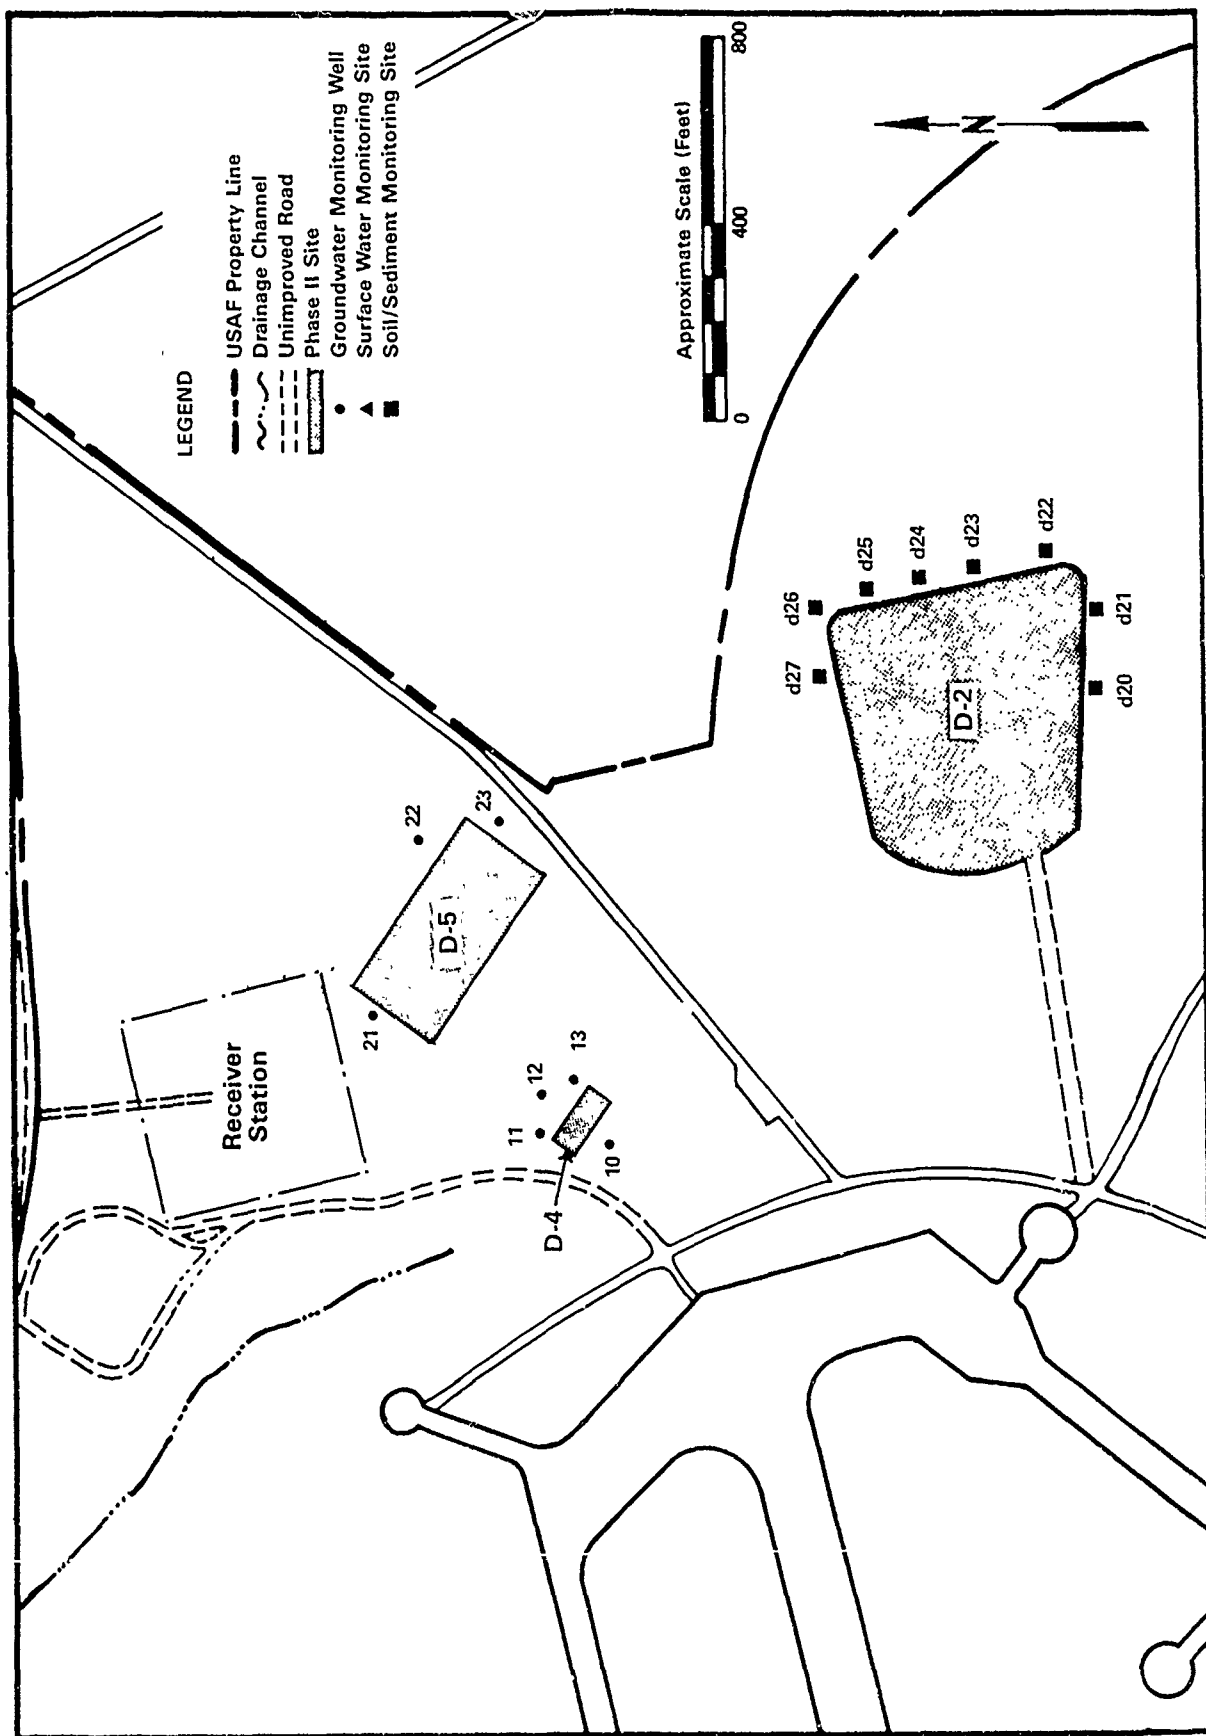 LEGEND
USAF Property Line
Drainage Channel
Unimproved Road
Phase II Site
Groundwater Monitoring Well
Surface Water Monitoring Site
Soil/Sediment Monitoring Site
Approximate Scale (Feet)
0 400 800
N
Receiver
Station
D-5
21
22
23
D-4
10
11
12
13
D-2
d20
d21
d22
d23
d24
d25
d26
d27